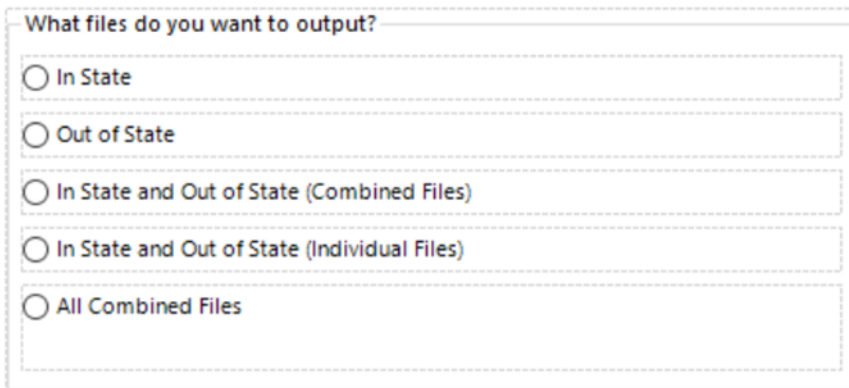 What files do you want to output?
In State
Out of State
In State and Out of State (Combined Files)
In State and Out of State (Individual Files)
All Combined Files